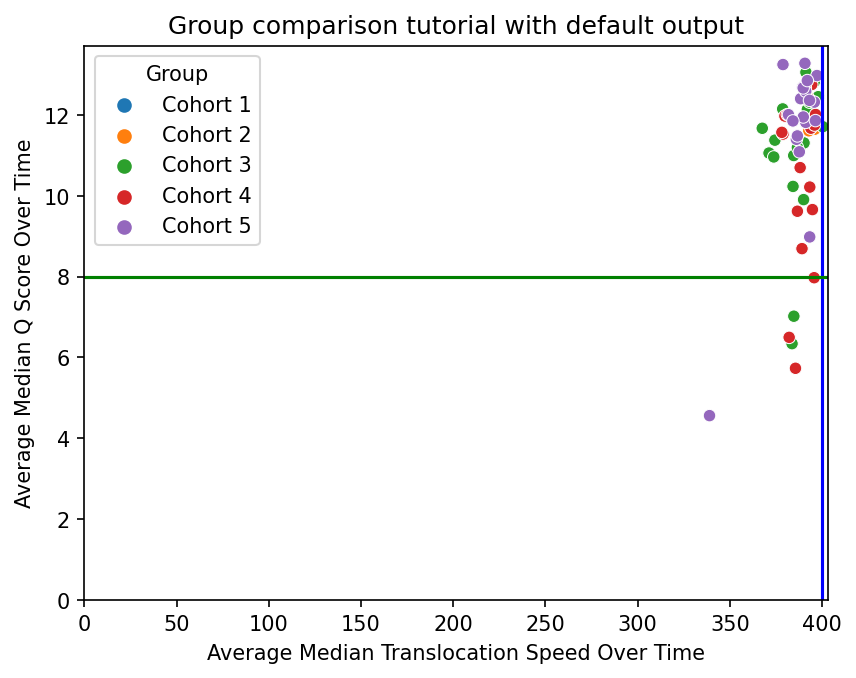 Group comparison tutorial with default output
Average Median Q Score Over Time
12
10
8
6
4
2
0
Group
Cohort 1
Cohort 2
Cohort 3
Cohort 4
Cohort 5
0 50 100 150 200 250 300 350 400
Average Median Translocation Speed Over Time